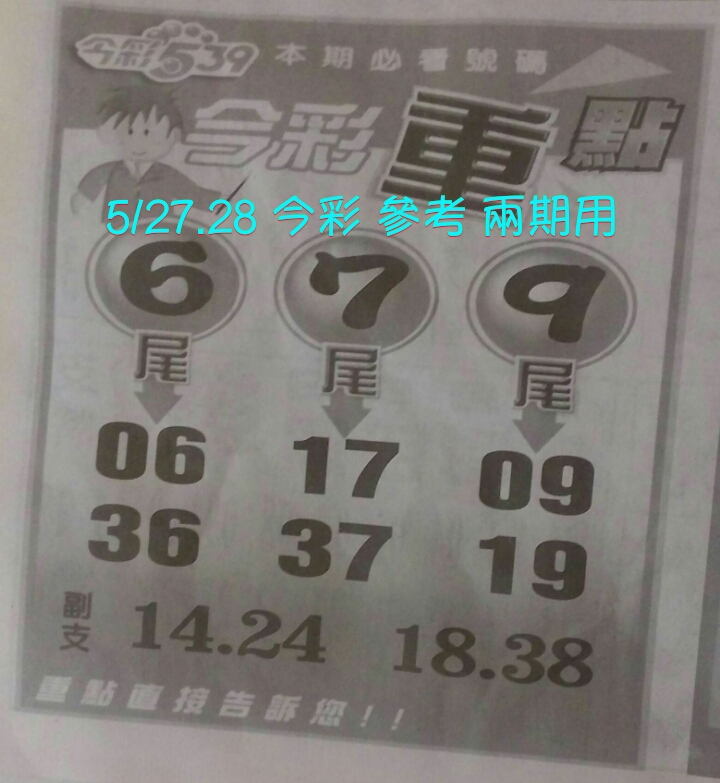 今彩539 本期必看號碼
今彩重點
5/27.28 今彩 參考 兩期用
6 7 9
尾 尾 尾
06 17 09
36 37 19
副支 14.24 18.38
重點直接告訴您!!